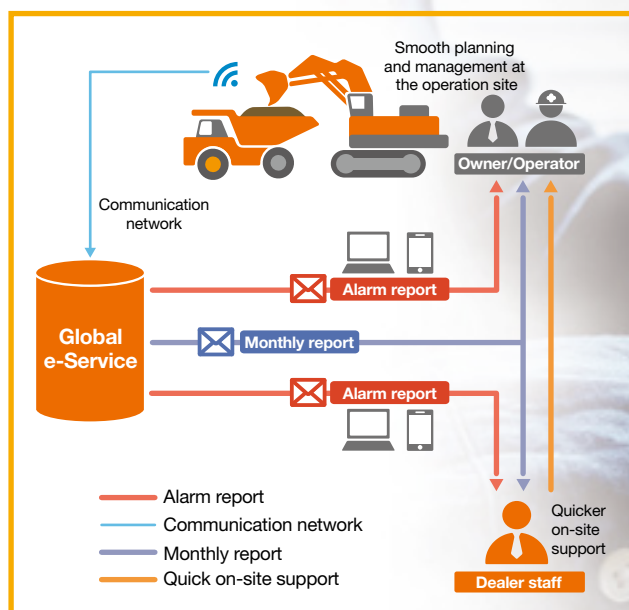 Smooth planning
and management at
the operation site
Owner/Operator
Communication
network
Global
e-Service
Alarm report
Monthly report
Alarm report
Alarm report
Communication network
Monthly report
Quick on-site support
Quicker
on-site
support
Dealer staff